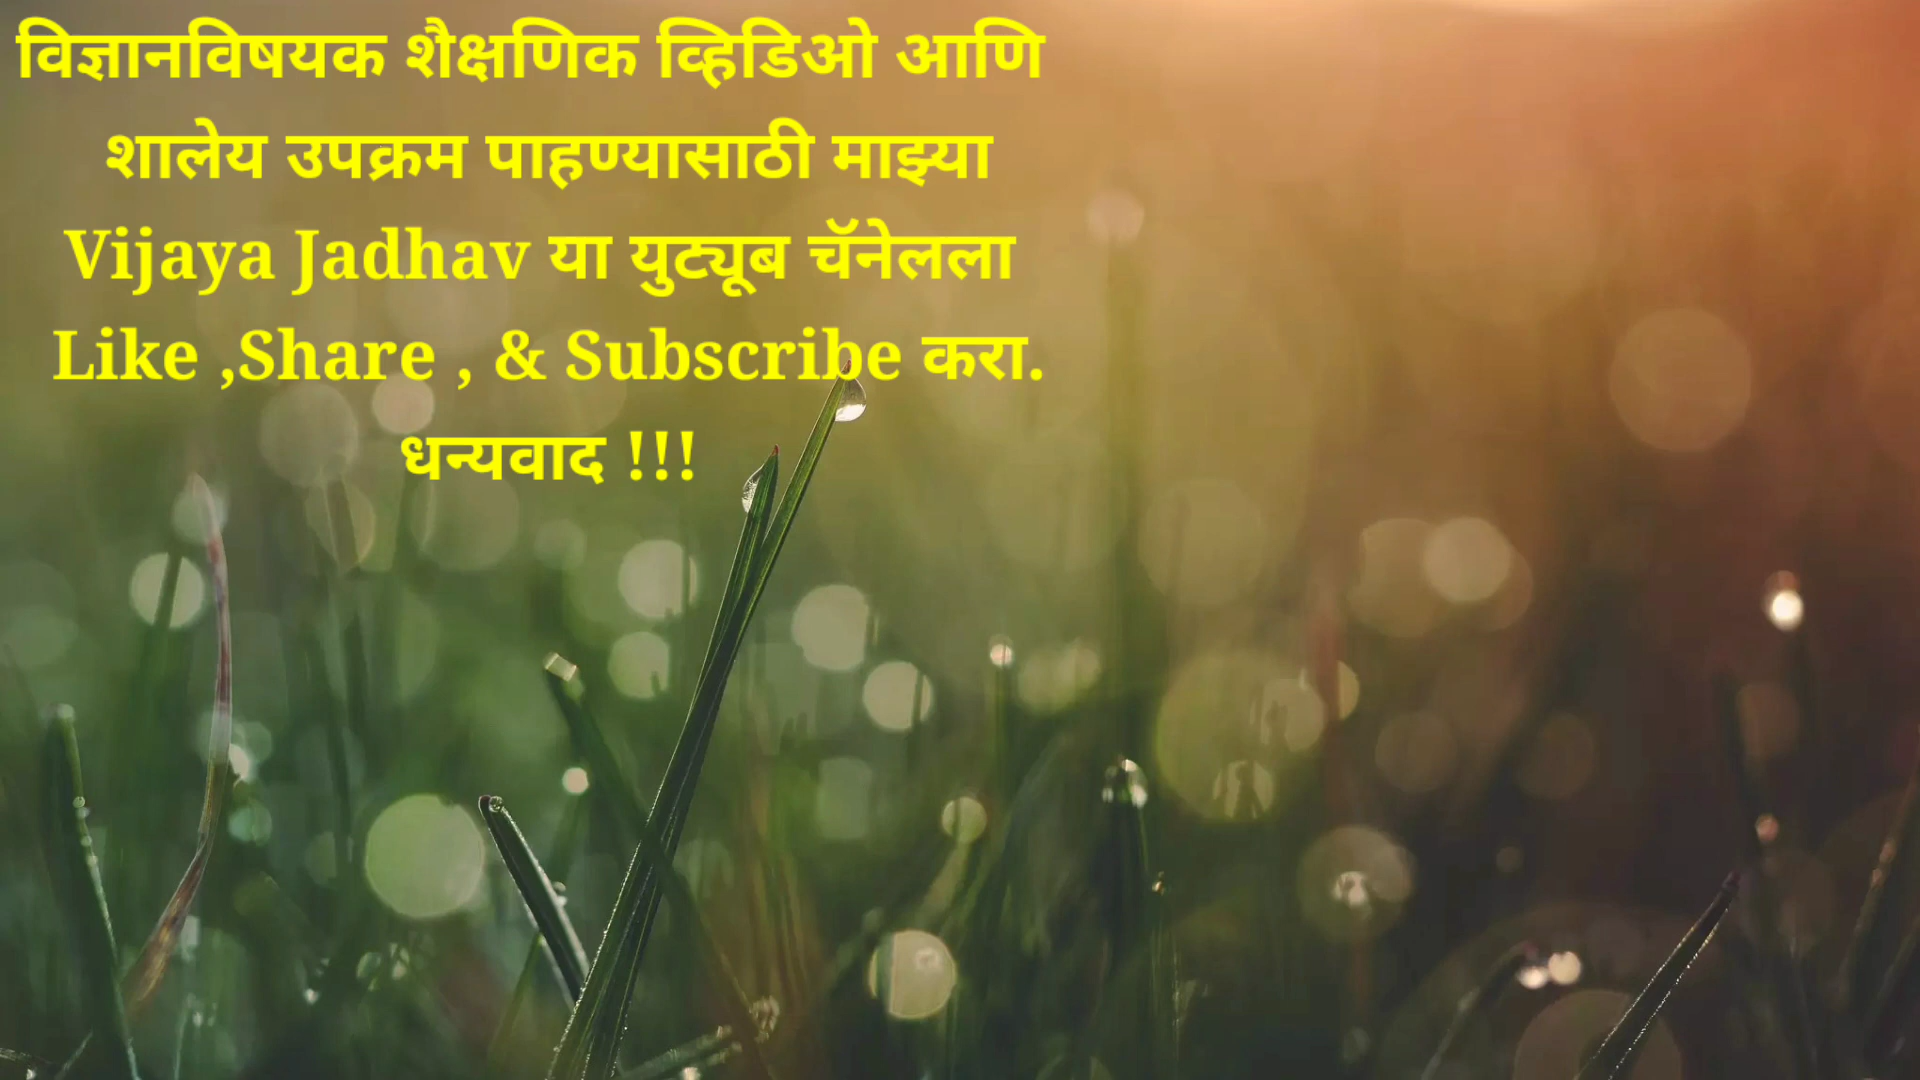 विज्ञानविषयक शैक्षणिक व्हिडिओ आणि
शालेय उपक्रम पाहण्यासाठी माझ्या
Vijaya Jadhav या युट्यूब चॅनेलला
Like ,Share , & Subscribe करा.
धन्यवाद !!!